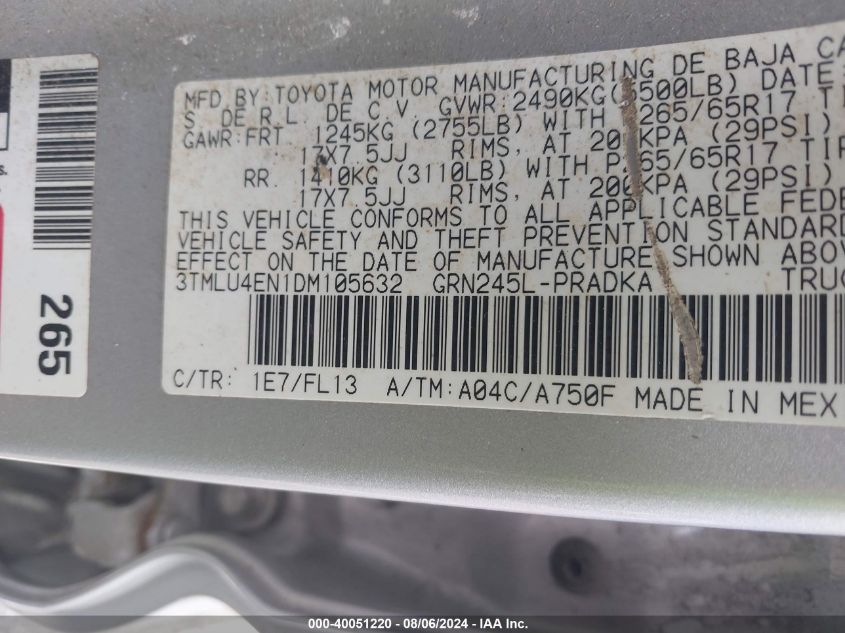 MFD. BY: TOYOTA MOTOR MANUFACTURING DE BAJA CA
S. DE R.L. DE C.V. GVWR: 2490KG(5500LB) DATE
GAWR:FRT. 1245KG (2755LB) WITH P265/65R17 TI
17X7.5JJ RIMS, AT 200KPA (29PSI)
RR. 1410KG (3110LB) WITH P265/65R17 TIR
17X7.5JJ RIMS, AT 200KPA (29PSI)
THIS VEHICLE CONFORMS TO ALL APPLICABLE FEDE
VEHICLE SAFETY AND THEFT PREVENTION STANDARD
EFFECT ON THE DATE OF MANUFACTURE SHOWN ABOV
3TMLU4EN1DM105632 GRN245L-PRADKA TRUC
C/TR: 1E7/FL13 A/TM:A04C/A750F MADE IN MEX
265
s.
000-40051220 - 08/06/2024 - IAA Inc.